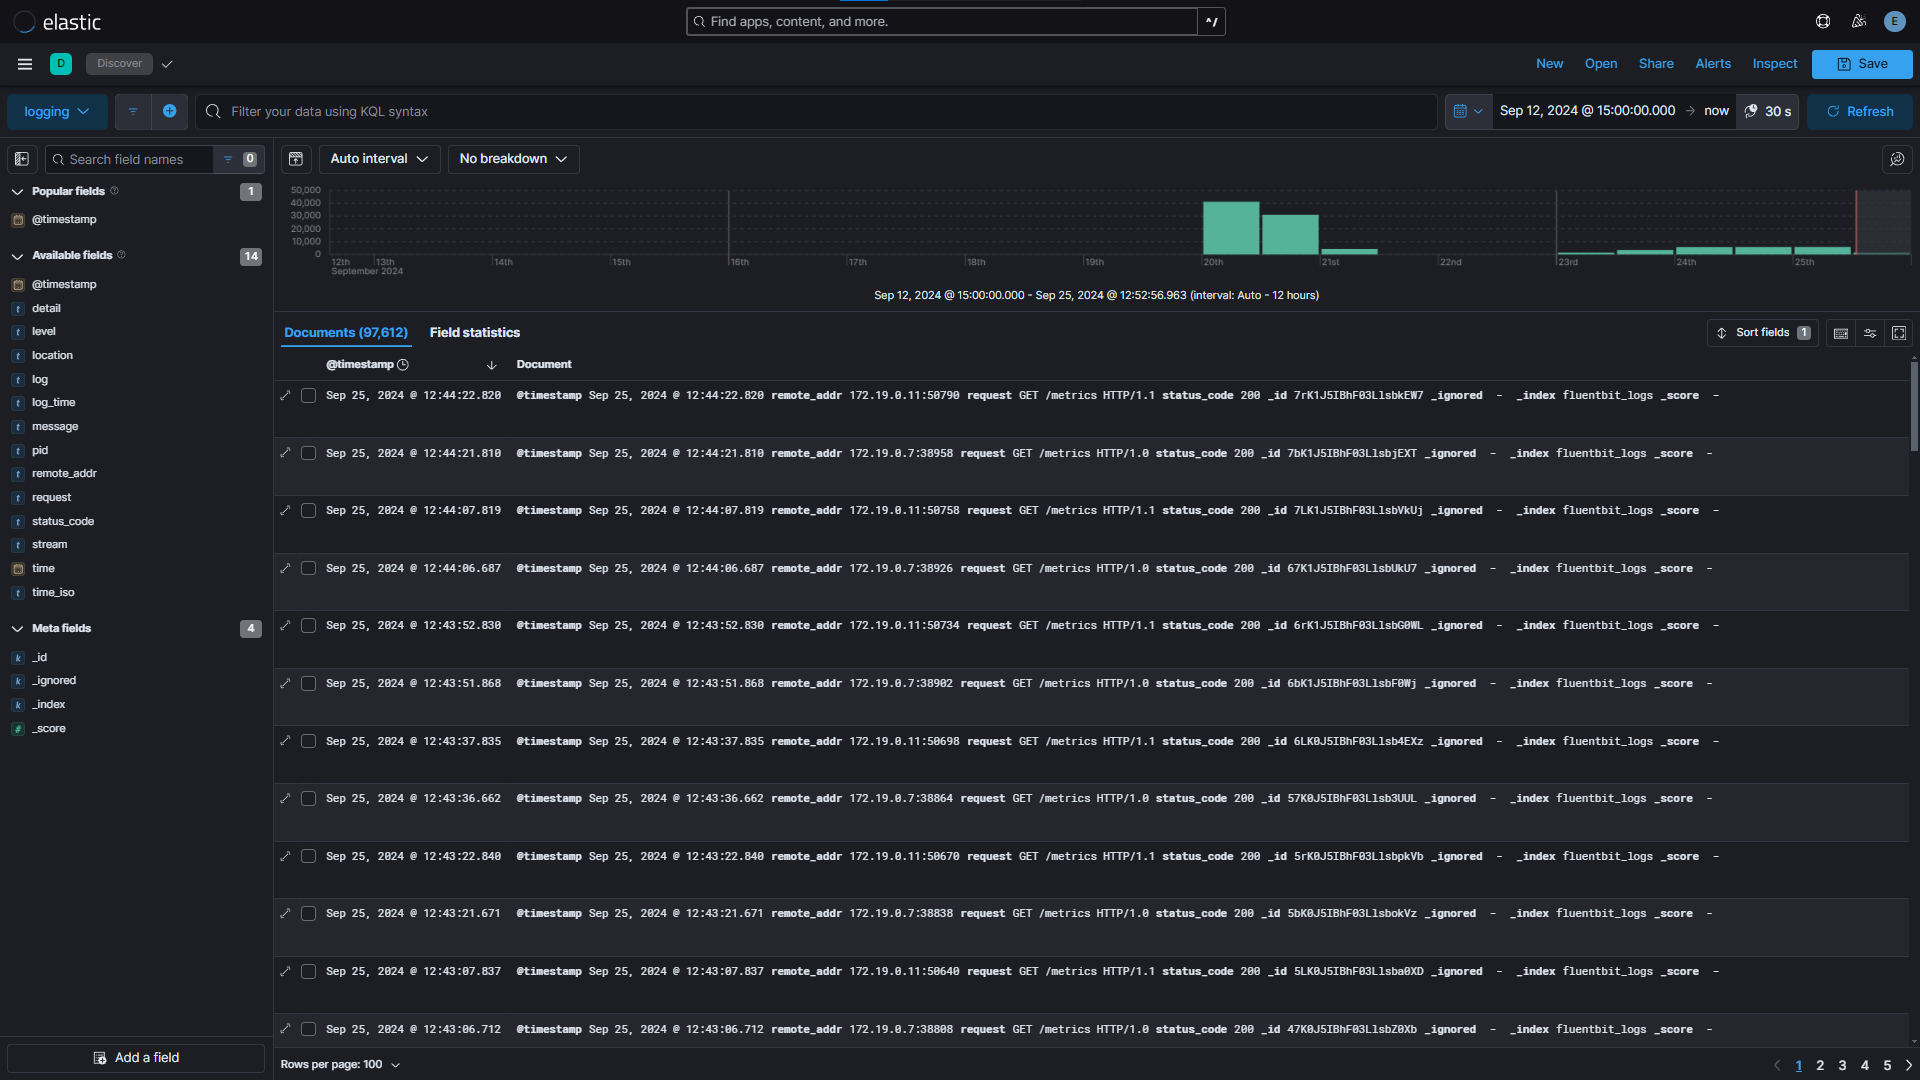 elastic
Find apps, content, and more.
^/
E
D
Discover
New
Open
Share
Alerts
Inspect
Save
logging
Filter your data using KQL syntax
Sep 12, 2024 @ 15:00:00.000 → now
30 s
Refresh
Search field names
0
Auto interval
No breakdown
Popular fields
1
@timestamp
Available fields
14
@timestamp
detail
level
location
log
log_time
message
pid
remote_addr
request
status_code
stream
time
time_iso
Meta fields
4
_id
_ignored
_index
_score
Add a field
50,000
40,000
30,000
20,000
10,000
0
12th 13th 14th 15th 16th 17th 18th 19th 20th 21st 22nd 23rd 24th 25th
September 2024
Sep 12, 2024 @ 15:00:00.000 - Sep 25, 2024 @ 12:52:56.963 (interval: Auto - 12 hours)
Documents (97,612)
Field statistics
Sort fields 1
@timestamp Document
Sep 25, 2024 @ 12:44:22.820 @timestamp Sep 25, 2024 @ 12:44:22.820 remote_addr 172.19.0.11:50790 request GET /metrics HTTP/1.1 status_code 200 _id 7rK1J5IBhF03LlsbkEW7 _ignored - _index fluentbit_logs _score -
Sep 25, 2024 @ 12:44:21.810 @timestamp Sep 25, 2024 @ 12:44:21.810 remote_addr 172.19.0.7:38958 request GET /metrics HTTP/1.0 status_code 200 _id 7bK1J5IBhF03LlsbjEXT _ignored - _index fluentbit_logs _score -
Sep 25, 2024 @ 12:44:07.819 @timestamp Sep 25, 2024 @ 12:44:07.819 remote_addr 172.19.0.11:50758 request GET /metrics HTTP/1.1 status_code 200 _id 7LK1J5IBhF03LlsbVkUj _ignored - _index fluentbit_logs _score -
Sep 25, 2024 @ 12:44:06.687 @timestamp Sep 25, 2024 @ 12:44:06.687 remote_addr 172.19.0.7:38926 request GET /metrics HTTP/1.0 status_code 200 _id 67K1J5IBhF03LlsbUkU7 _ignored - _index fluentbit_logs _score -
Sep 25, 2024 @ 12:43:52.830 @timestamp Sep 25, 2024 @ 12:43:52.830 remote_addr 172.19.0.11:50734 request GET /metrics HTTP/1.1 status_code 200 _id 6rK1J5IBhF03LlsbG0WL _ignored - _index fluentbit_logs _score -
Sep 25, 2024 @ 12:43:51.868 @timestamp Sep 25, 2024 @ 12:43:51.868 remote_addr 172.19.0.7:38902 request GET /metrics HTTP/1.0 status_code 200 _id 6bK1J5IBhF03LlsbF0Wj _ignored - _index fluentbit_logs _score -
Sep 25, 2024 @ 12:43:37.835 @timestamp Sep 25, 2024 @ 12:43:37.835 remote_addr 172.19.0.11:50698 request GET /metrics HTTP/1.1 status_code 200 _id 6LK0J5IBhF03Llsb4EXz _ignored - _index fluentbit_logs _score -
Sep 25, 2024 @ 12:43:36.662 @timestamp Sep 25, 2024 @ 12:43:36.662 remote_addr 172.19.0.7:38864 request GET /metrics HTTP/1.0 status_code 200 _id 57K0J5IBhF03Llsb3UUL _ignored - _index fluentbit_logs _score -
Sep 25, 2024 @ 12:43:22.840 @timestamp Sep 25, 2024 @ 12:43:22.840 remote_addr 172.19.0.11:50670 request GET /metrics HTTP/1.1 status_code 200 _id 5rK0J5IBhF03LlsbpkVb _ignored - _index fluentbit_logs _score -
Sep 25, 2024 @ 12:43:21.671 @timestamp Sep 25, 2024 @ 12:43:21.671 remote_addr 172.19.0.7:38838 request GET /metrics HTTP/1.0 status_code 200 _id 5bK0J5IBhF03LlsbokVz _ignored - _index fluentbit_logs _score -
Sep 25, 2024 @ 12:43:07.837 @timestamp Sep 25, 2024 @ 12:43:07.837 remote_addr 172.19.0.11:50640 request GET /metrics HTTP/1.1 status_code 200 _id 5LK0J5IBhF03Llsba0XD _ignored - _index fluentbit_logs _score -
Sep 25, 2024 @ 12:43:06.712 @timestamp Sep 25, 2024 @ 12:43:06.712 remote_addr 172.19.0.7:38808 request GET /metrics HTTP/1.0 status_code 200 _id 47K0J5IBhF03LlsbZ0Xb _ignored - _index fluentbit_logs _score -
Rows per page: 100
1 2 3 4 5